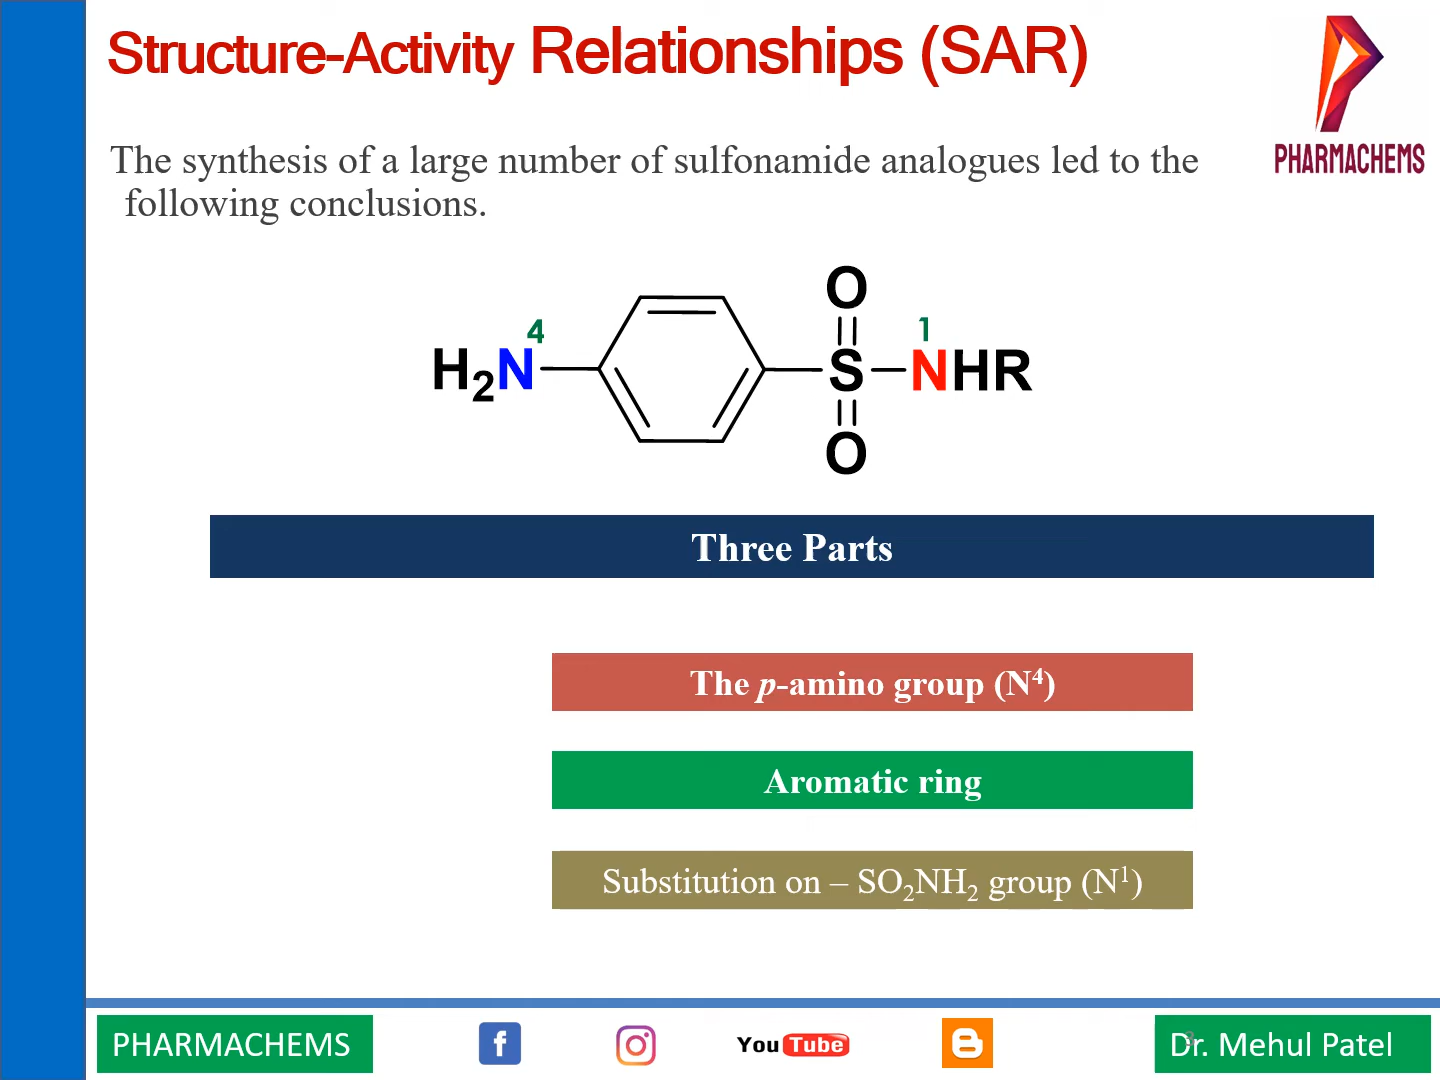 Structure-Activity Relationships (SAR)
PHARMACHEMS
The synthesis of a large number of sulfonamide analogues led to the
following conclusions.
O
4 1
H₂N S NHR
O
Three Parts
The p-amino group (N⁴)
Aromatic ring
Substitution on – SO₂NH₂ group (N¹)
PHARMACHEMS f You Tube Dr. Mehul Patel